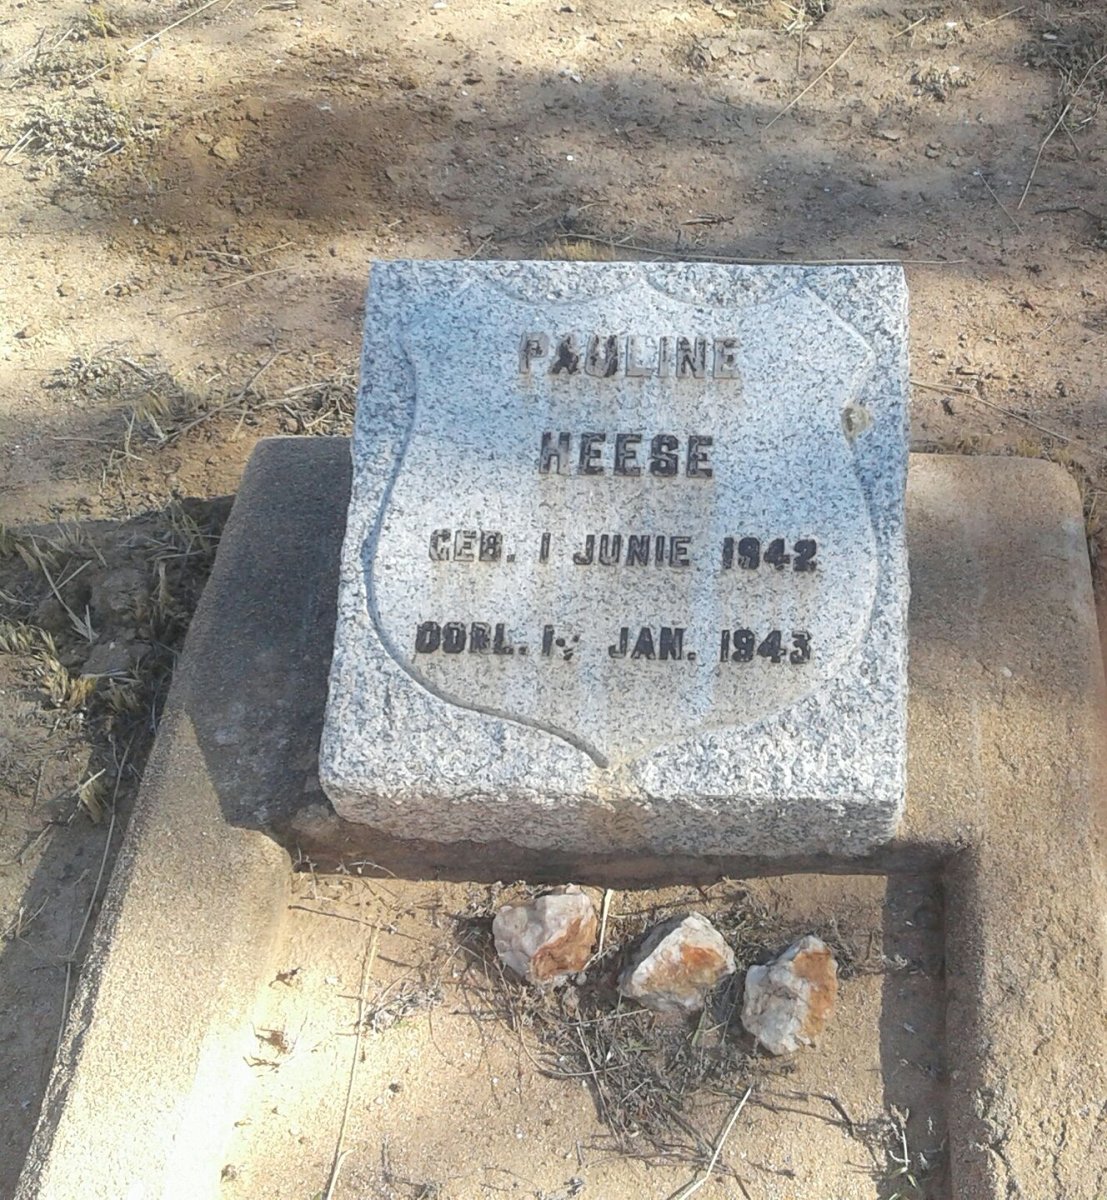 PAULINE
HEESE
GEB. 1 JUNIE 1942
OORL. JAN. 1943